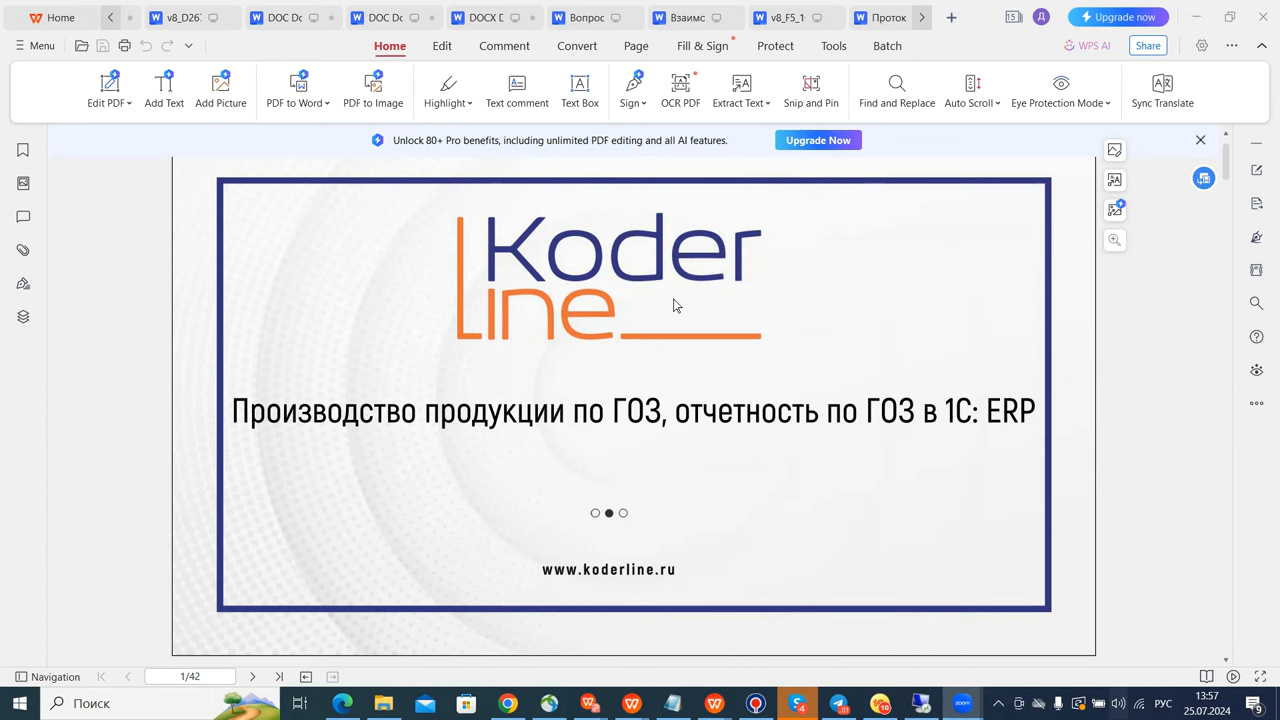 Home
v8_D26
DOC Do
DOC Do
DOCX D
Вопрос
Взаимс
v8_F5_1
Проток
15
Д
Upgrade now
Menu
Home
Edit
Comment
Convert
Page
Fill & Sign
Protect
Tools
Batch
WPS AI
Share
Edit PDF
Add Text
Add Picture
PDF to Word
PDF to Image
Highlight
Text comment
Text Box
Sign
OCR PDF
Extract Text
Snip and Pin
Find and Replace
Auto Scroll
Eye Protection Mode
Sync Translate
Unlock 80+ Pro benefits, including unlimited PDF editing and all AI features.
Upgrade Now
Koder
Line
Производство продукции по ГОЗ, отчетность по ГОЗ в 1С: ERP
www.koderline.ru
Navigation
1/42
Поиск
РУС
13:57
25.07.2024